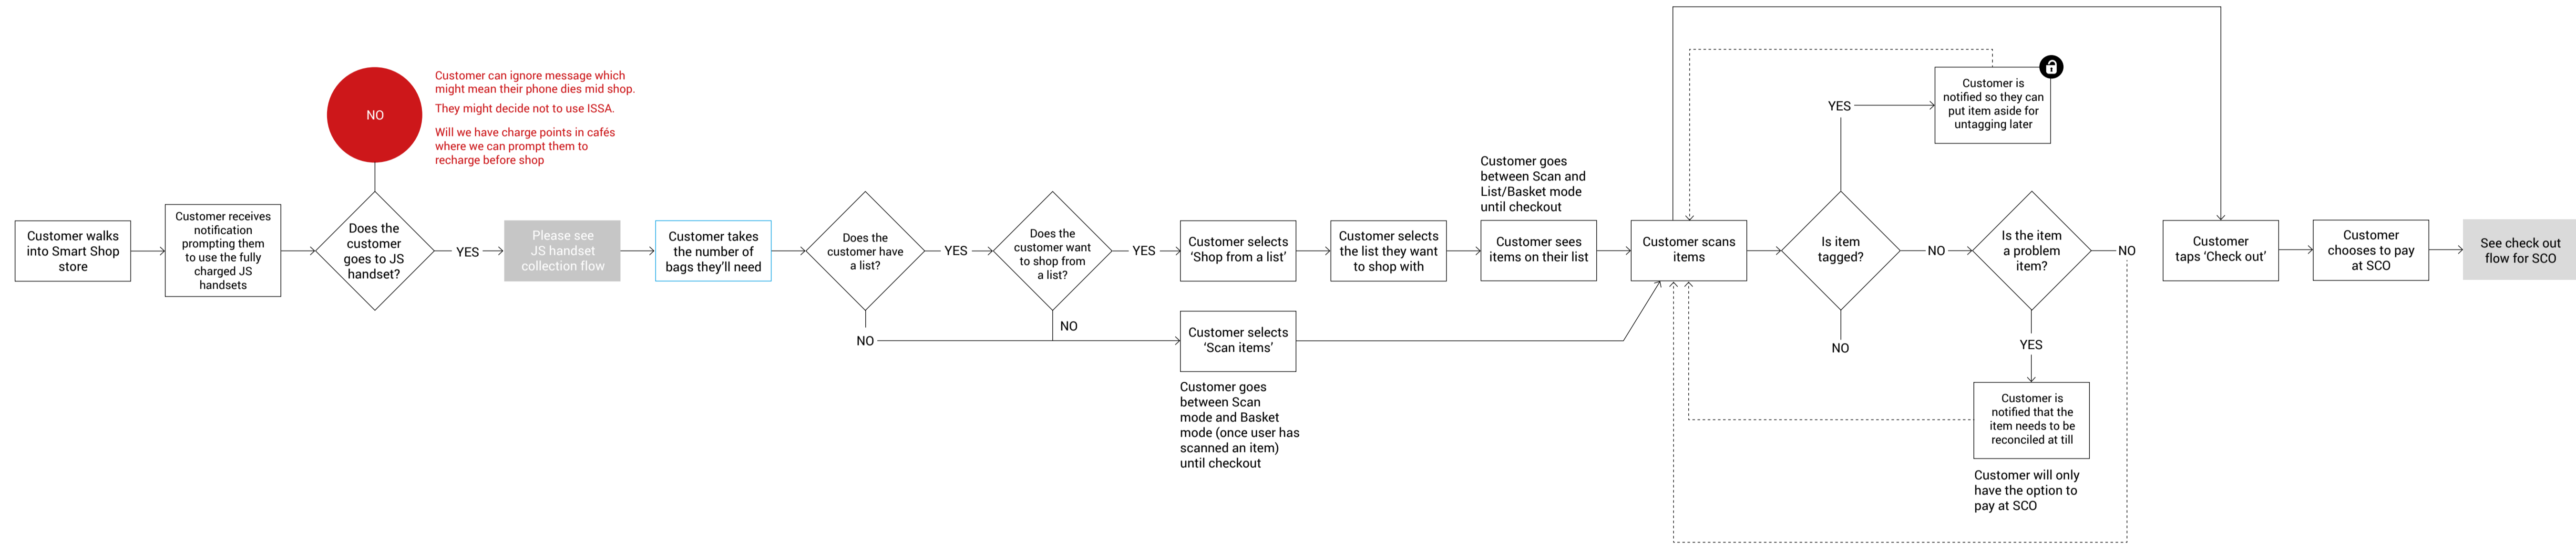 Customer walks
into Smart Shop
store
Customer receives
notification
prompting them
to use the fully
charged JS
handsets
NO
Customer can ignore message which
might mean their phone dies mid shop.
They might decide not to use ISSA.
Will we have charge points in cafés
where we can prompt them to
recharge before shop
Does the
customer
goes to JS
handset?
YES
Please see
JS handset
collection flow
Customer takes
the number of
bags they'll need
Does the
customer have
a list?
YES
NO
Does the
customer want
to shop from
a list?
YES
NO
Customer selects
‘Shop from a list’
Customer selects
the list they want
to shop with
Customer goes
between Scan and
List/Basket mode
until checkout
Customer sees
items on their list
Customer selects
‘Scan items’
Customer goes
between Scan
mode and Basket
mode (once user has
scanned an item)
until checkout
Customer scans
items
Is item
tagged?
YES
Customer is
notified so they can
put item aside for
untagging later
NO
NO
Is the item
a problem
item?
NO
YES
Customer is
notified that the
item needs to be
reconciled at till
Customer will only
have the option to
pay at SCO
Customer
taps ‘Check out’
Customer
chooses to pay
at SCO
See check out
flow for SCO